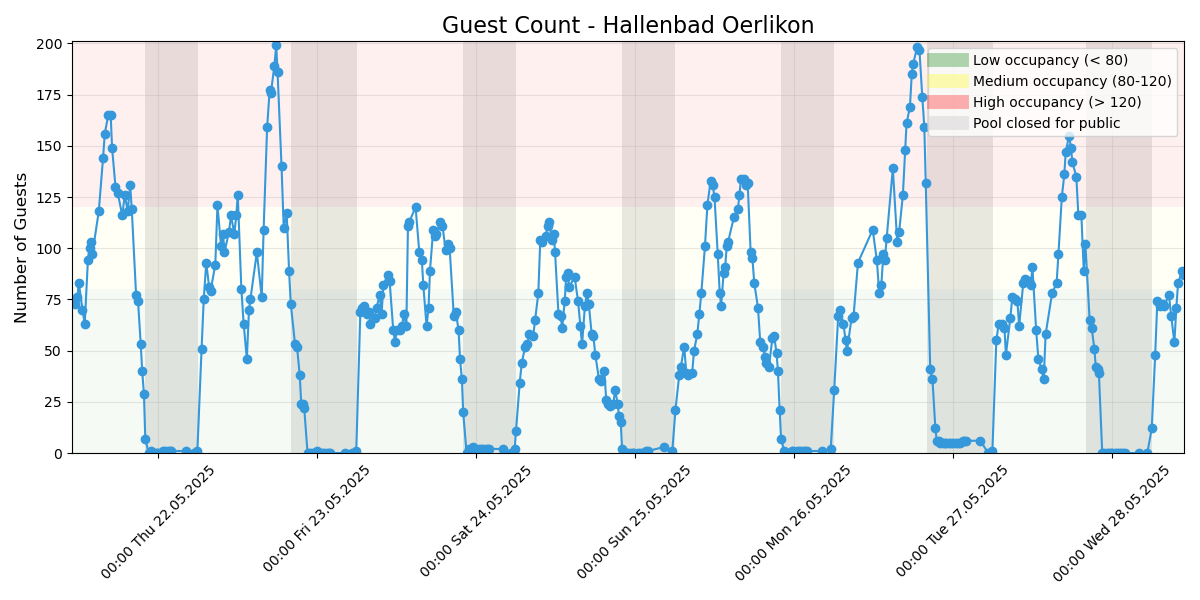 Guest Count - Hallenbad Oerlikon
Number of Guests
200
175
150
125
100
75
50
25
0
Low occupancy (< 80)
Medium occupancy (80-120)
High occupancy (> 120)
Pool closed for public
00:00 Thu 22.05.2025
00:00 Fri 23.05.2025
00:00 Sat 24.05.2025
00:00 Sun 25.05.2025
00:00 Mon 26.05.2025
00:00 Tue 27.05.2025
00:00 Wed 28.05.2025